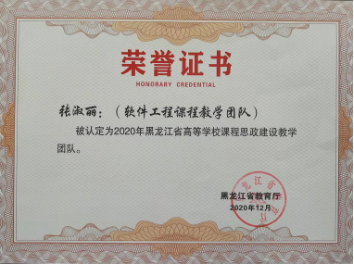 荣誉证书
HONORARY CREDENTIAL
张淑丽：（软件工程课程教学团队）
被认定为2020年黑龙江省高等学校课程思政建设教学
团队。
黑龙江省教育厅
2020年12月